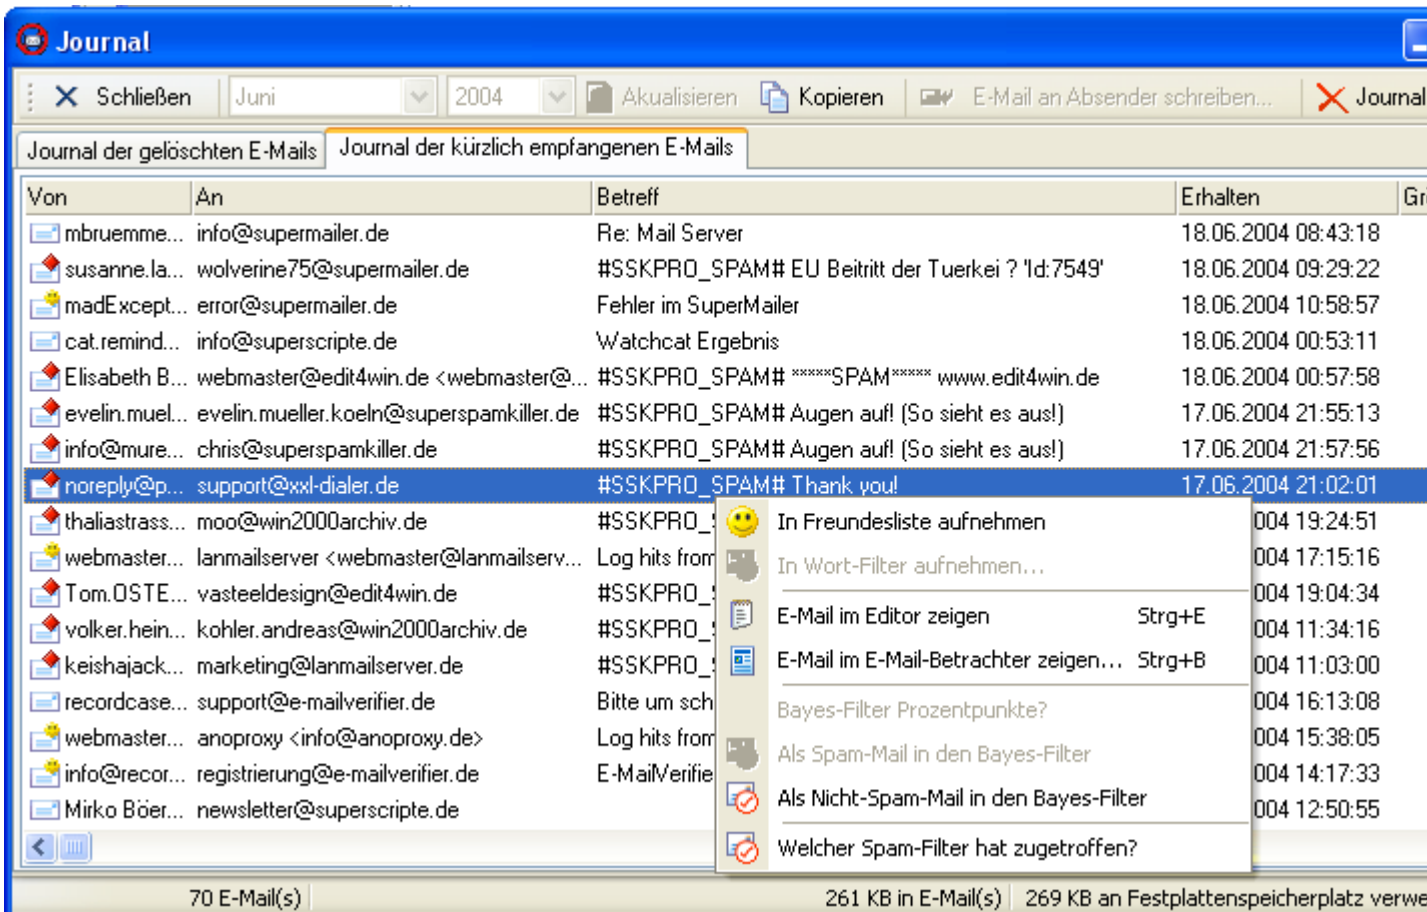 Journal
Schließen Juni 2004 Akualisieren Kopieren E-Mail an Absender schreiben... Journal
Journal der gelöschten E-Mails Journal der kürzlich empfangenen E-Mails
Von An Betreff Erhalten Gr
mbruemme... info@supermailer.de Re: Mail Server 18.06.2004 08:43:18
susanne.la... wolverine75@supermailer.de #SSKPRO_SPAM# EU Beitritt der Tuerkei ? 'Id:7549' 18.06.2004 09:29:22
madExcept... error@supermailer.de Fehler im SuperMailer 18.06.2004 10:58:57
cat.remind... info@superscripte.de Watchcat Ergebnis 18.06.2004 00:53:11
Elisabeth B... webmaster@edit4win.de <webmaster@... #SSKPRO_SPAM# *****SPAM***** www.edit4win.de 18.06.2004 00:57:58
evelin.muel... evelin.mueller.koeln@superspamkiller.de #SSKPRO_SPAM# Augen auf! (So sieht es aus!) 17.06.2004 21:55:13
info@mure... chris@superspamkiller.de #SSKPRO_SPAM# Augen auf! (So sieht es aus!) 17.06.2004 21:57:56
noreply@p... support@xxl-dialer.de #SSKPRO_SPAM# Thank you! 17.06.2004 21:02:01
thaliastrass... moo@win2000archiv.de #SSKPRO_S 004 19:24:51
webmaster... lanmailserver <webmaster@lanmailserv... Log hits from 004 17:15:16
Tom.OSTE... vasteeldesign@edit4win.de #SSKPRO_S 004 19:04:34
volker.hein... kohler.andreas@win2000archiv.de #SSKPRO_S 004 11:34:16
keishajack... marketing@lanmailserver.de #SSKPRO_S 004 11:03:00
recordcase... support@e-mailverifier.de Bitte um sch 004 16:13:08
webmaster... anoproxy <info@anoproxy.de> Log hits from 004 15:38:05
info@recor... registrierung@e-mailverifier.de E-MailVerifie 004 14:17:33
Mirko Böer... newsletter@superscripte.de 004 12:50:55
In Freundesliste aufnehmen
In Wort-Filter aufnehmen...
E-Mail im Editor zeigen Strg+E
E-Mail im E-Mail-Betrachter zeigen... Strg+B
Bayes-Filter Prozentpunkte?
Als Spam-Mail in den Bayes-Filter
Als Nicht-Spam-Mail in den Bayes-Filter
Welcher Spam-Filter hat zugetroffen?
70 E-Mail(s) 261 KB in E-Mail(s) 269 KB an Festplattenspeicherplatz verwe